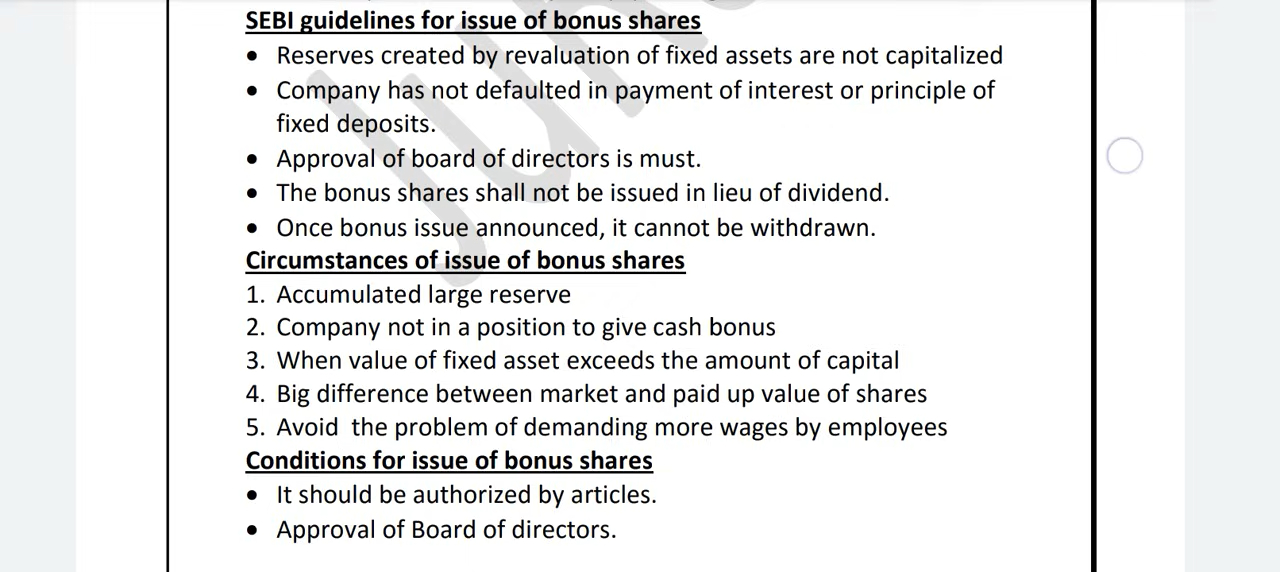 SEBI guidelines for issue of bonus shares
• Reserves created by revaluation of fixed assets are not capitalized
• Company has not defaulted in payment of interest or principle of
fixed deposits.
• Approval of board of directors is must.
• The bonus shares shall not be issued in lieu of dividend.
• Once bonus issue announced, it cannot be withdrawn.
Circumstances of issue of bonus shares
1. Accumulated large reserve
2. Company not in a position to give cash bonus
3. When value of fixed asset exceeds the amount of capital
4. Big difference between market and paid up value of shares
5. Avoid the problem of demanding more wages by employees
Conditions for issue of bonus shares
• It should be authorized by articles.
• Approval of Board of directors.